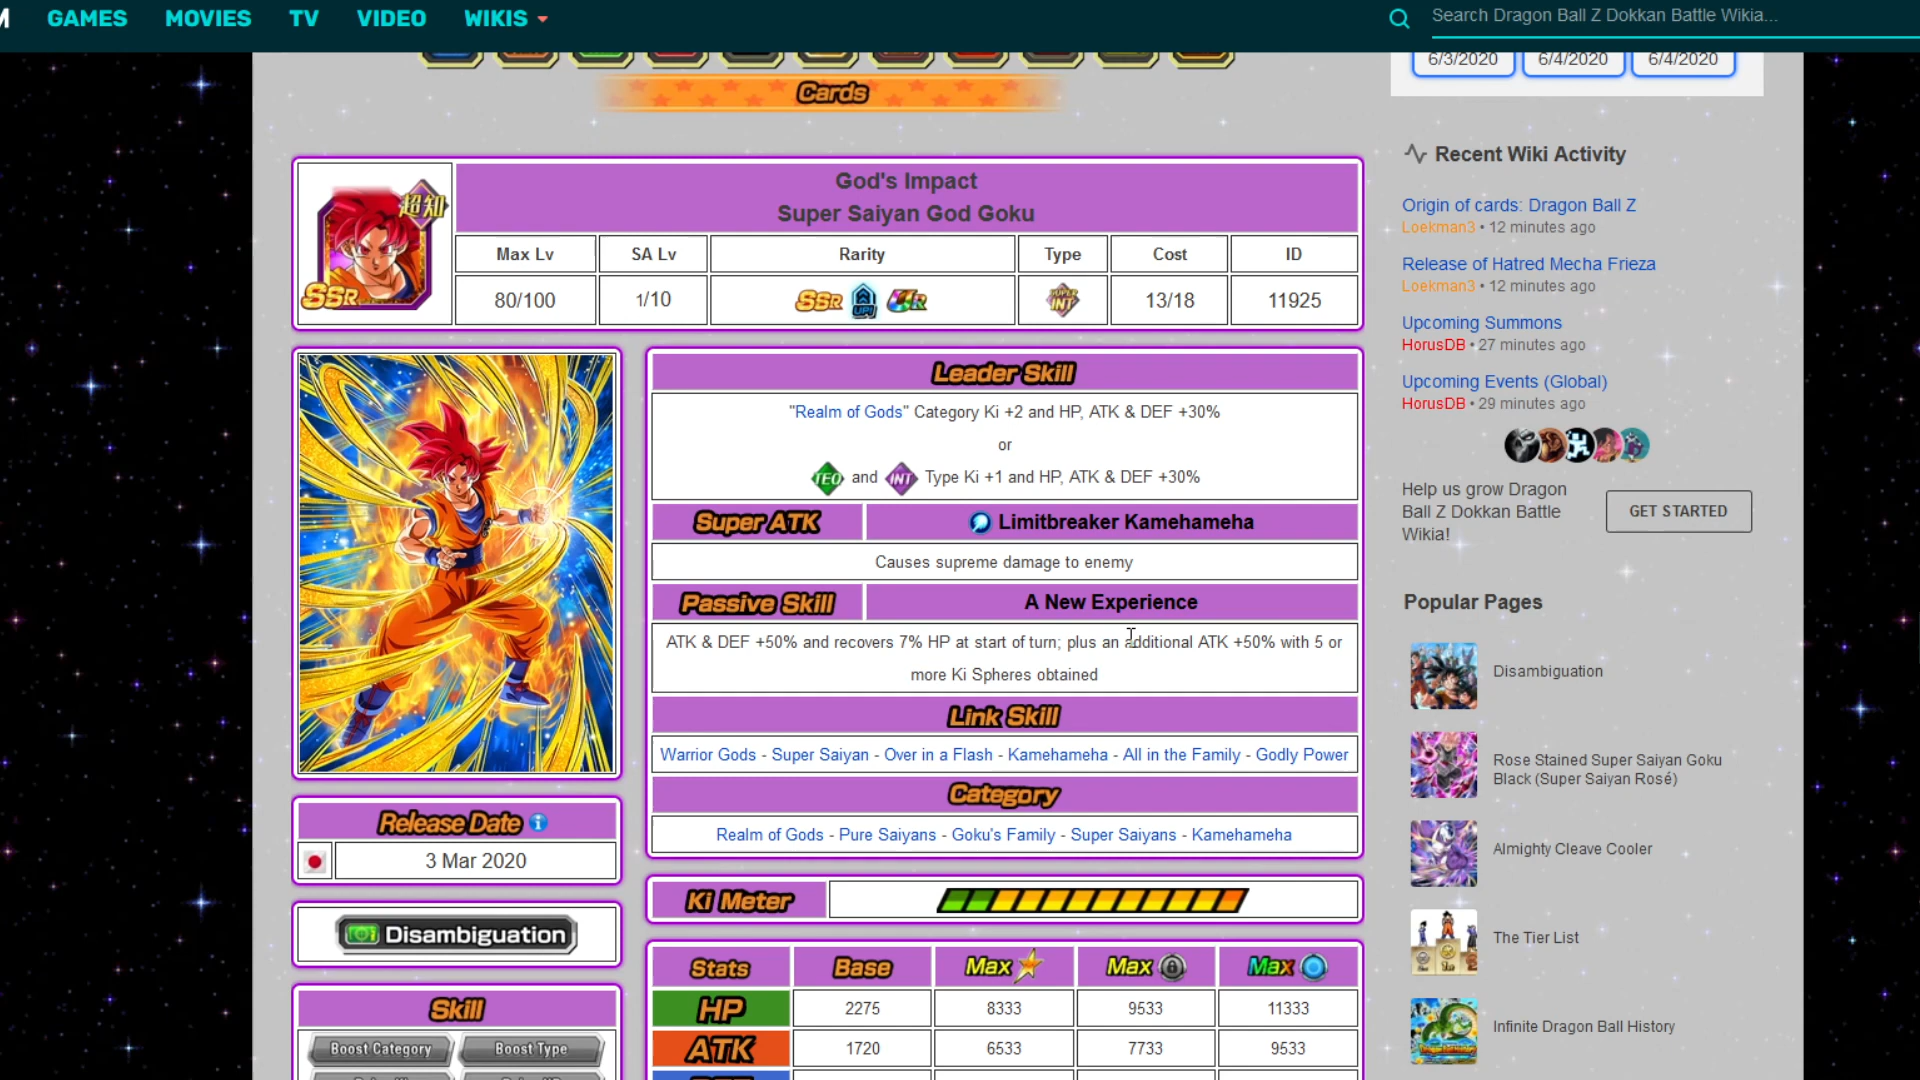 M GAMES MOVIES TV VIDEO WIKIS
Search Dragon Ball Z Dokkan Battle Wikia...
6/3/2020 6/4/2020 6/4/2020
Cards
God's Impact
Super Saiyan God Goku
超知
SSR
Max Lv SA Lv Rarity Type Cost ID
80/100 1/10 SSR UP! UR SUPER INT 13/18 11925
Leader Skill
"Realm of Gods" Category Ki +2 and HP, ATK & DEF +30%
or
TEQ and INT Type Ki +1 and HP, ATK & DEF +30%
Super ATK Limitbreaker Kamehameha
Causes supreme damage to enemy
Passive Skill A New Experience
ATK & DEF +50% and recovers 7% HP at start of turn; plus an additional ATK +50% with 5 or
more Ki Spheres obtained
Link Skill
Warrior Gods - Super Saiyan - Over in a Flash - Kamehameha - All in the Family - Godly Power
Category
Realm of Gods - Pure Saiyans - Goku's Family - Super Saiyans - Kamehameha
Release Date
3 Mar 2020
Disambiguation
Skill
Boost Category Boost Type
Ki Meter
Stats Base Max Max Max
HP 2275 8333 9533 11333
ATK 1720 6533 7733 9533
Recent Wiki Activity
Origin of cards: Dragon Ball Z
Loekman3 • 12 minutes ago
Release of Hatred Mecha Frieza
Loekman3 • 12 minutes ago
Upcoming Summons
HorusDB • 27 minutes ago
Upcoming Events (Global)
HorusDB • 29 minutes ago
Help us grow Dragon
Ball Z Dokkan Battle
Wikia!
GET STARTED
Popular Pages
Disambiguation
Rose Stained Super Saiyan Goku
Black (Super Saiyan Rosé)
Almighty Cleave Cooler
The Tier List
Infinite Dragon Ball History